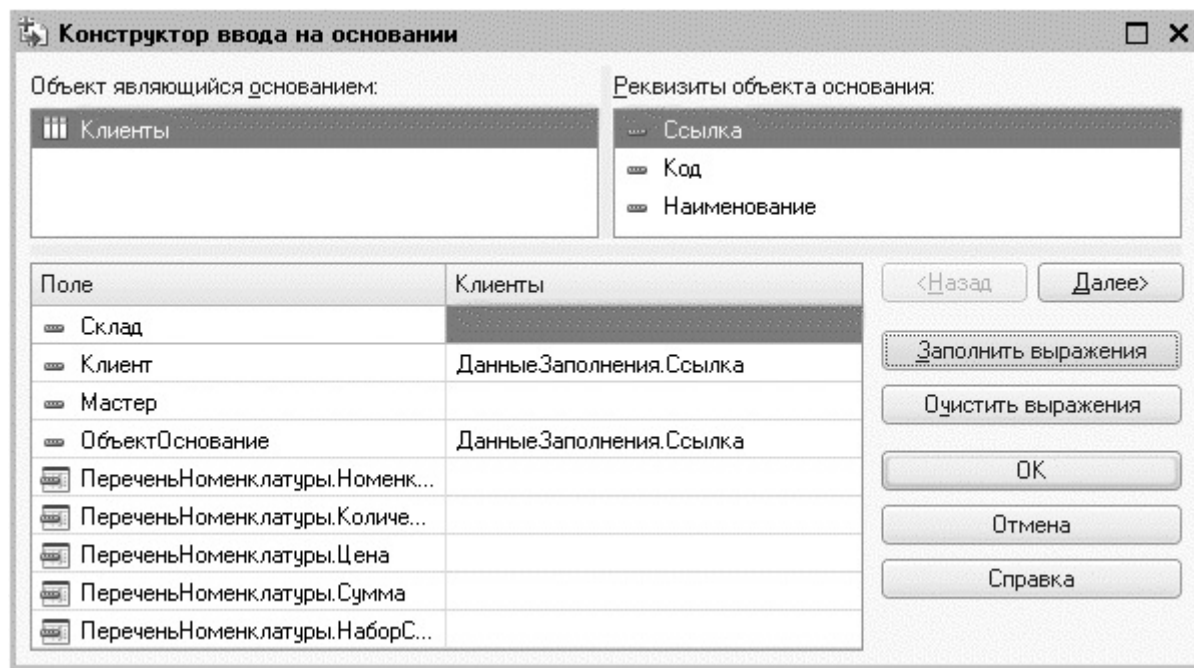 Конструктор ввода на основании
Объект являющийся основанием:
Клиенты
Реквизиты объекта основания:
Ссылка
Код
Наименование
Поле Клиенты
Склад
Клиент ДанныеЗаполнения.Ссылка
Мастер
ОбъектОснование ДанныеЗаполнения.Ссылка
ПереченьНоменклатуры.Номенк...
ПереченьНоменклатуры.Количе...
ПереченьНоменклатуры.Цена
ПереченьНоменклатуры.Сумма
ПереченьНоменклатуры.НаборС...
<Назад Далее>
Заполнить выражения
Очистить выражения
OK
Отмена
Справка